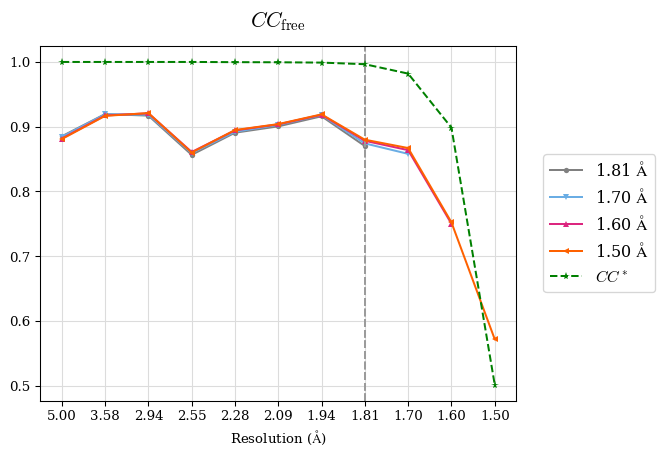 CC_free
1.0
0.9
0.8
0.7
0.6
0.5
5.00 3.58 2.94 2.55 2.28 2.09 1.94 1.81 1.70 1.60 1.50
Resolution (Å)
1.81 Å
1.70 Å
1.60 Å
1.50 Å
CC*